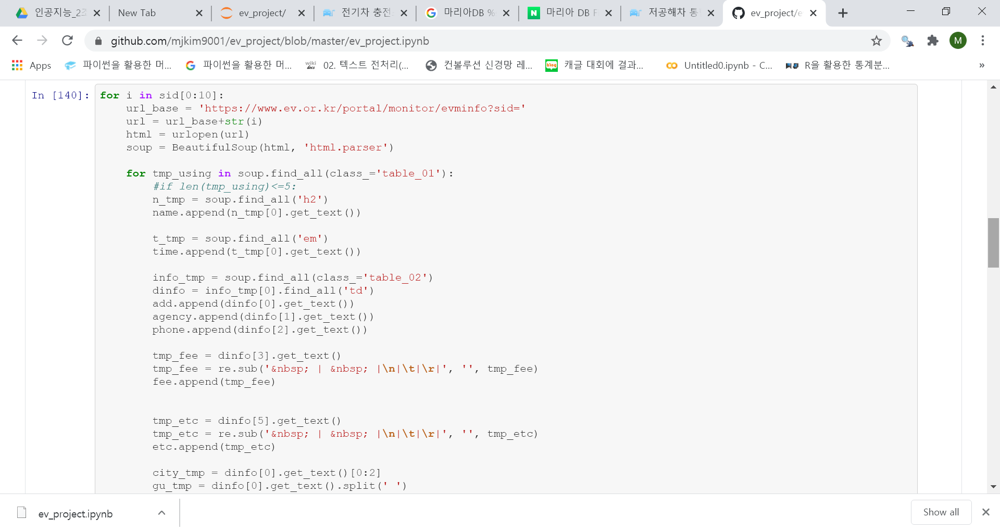 인공지능_2조
New Tab
ev_project/
전기차 충전
마리아DB %
마리아 DB F
저공해차 통
ev_project/e
github.com/mjkim9001/ev_project/blob/master/ev_project.ipynb
M
Apps
파이썬을 활용한 머...
파이썬을 활용한 머...
wiki docs
02. 텍스트 전처리(...
컨볼루션 신경망 레...
blog
캐글 대회에 결과...
Untitled0.ipynb - C...
R을 활용한 통계분...
»
In [140]:
for i in sid[0:10]:
    url_base = 'https://www.ev.or.kr/portal/monitor/evminfo?sid='
    url = url_base+str(i)
    html = urlopen(url)
    soup = BeautifulSoup(html, 'html.parser')
    for tmp_using in soup.find_all(class_='table_01'):
        #if len(tmp_using)<=5:
        n_tmp = soup.find_all('h2')
        name.append(n_tmp[0].get_text())
        t_tmp = soup.find_all('em')
        time.append(t_tmp[0].get_text())
        info_tmp = soup.find_all(class_='table_02')
        dinfo = info_tmp[0].find_all('td')
        add.append(dinfo[0].get_text())
        agency.append(dinfo[1].get_text())
        phone.append(dinfo[2].get_text())
        tmp_fee = dinfo[3].get_text()
        tmp_fee = re.sub('&nbsp; | &nbsp; |\n|\t|\r|', '', tmp_fee)
        fee.append(tmp_fee)
        tmp_etc = dinfo[5].get_text()
        tmp_etc = re.sub('&nbsp; | &nbsp; |\n|\t|\r|', '', tmp_etc)
        etc.append(tmp_etc)
        city_tmp = dinfo[0].get_text()[0:2]
        gu_tmp = dinfo[0].get_text().split(' ')
ev_project.ipynb
Show all